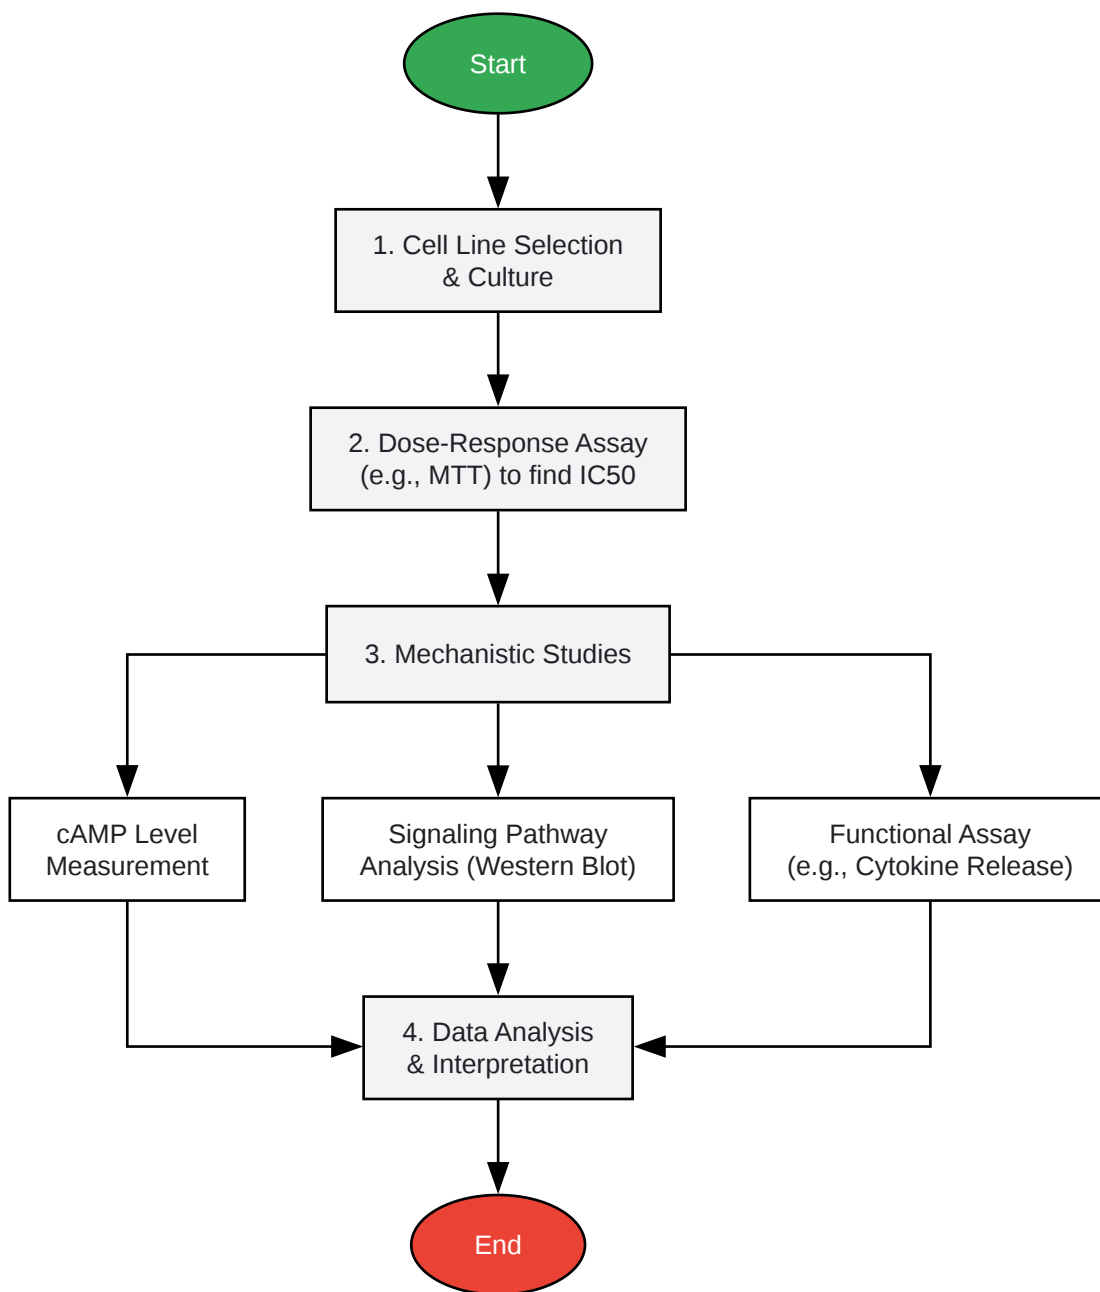 Start
1. Cell Line Selection
& Culture
2. Dose-Response Assay
(e.g., MTT) to find IC50
3. Mechanistic Studies
cAMP Level
Measurement
Signaling Pathway
Analysis (Western Blot)
Functional Assay
(e.g., Cytokine Release)
4. Data Analysis
& Interpretation
End